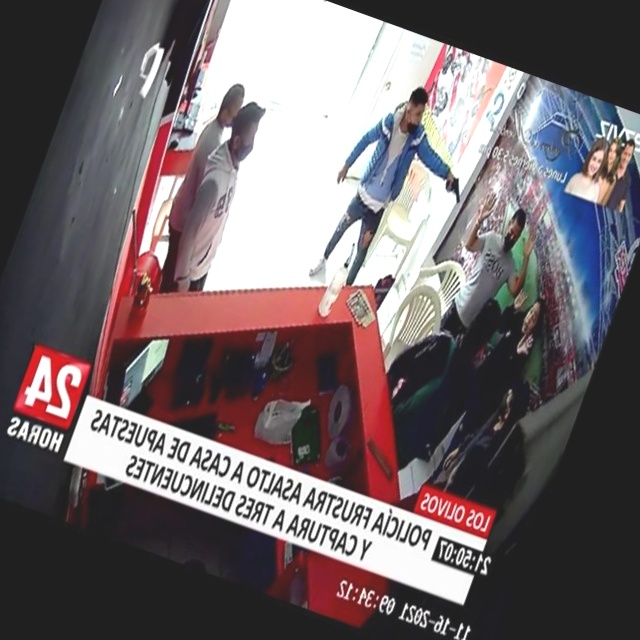 24
HORAS
LOS OLIVOS
21:50:07
POLICÍA FRUSTRA ASALTO A CASA DE APUESTAS
Y CAPTURA A TRES DELINCUENTES
11-16-2021 09:34:12